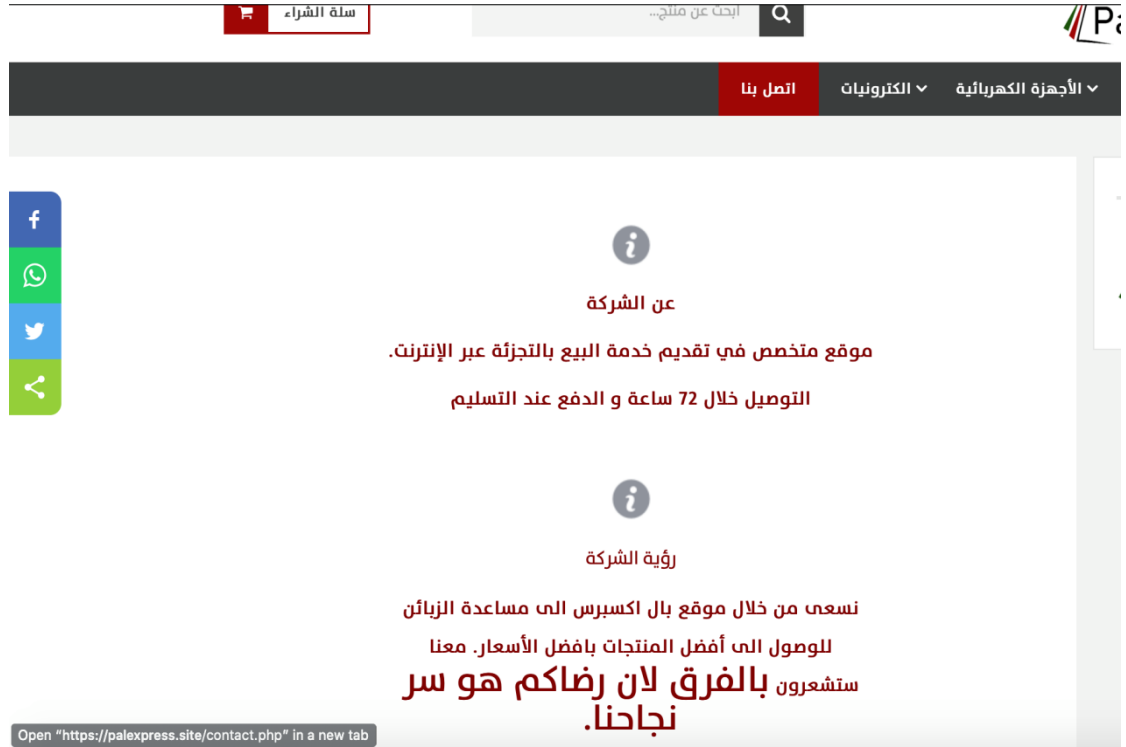 سلة الشراء
ابحث عن منتج...
Pa
الأجهزة الكهربائية
الكترونيات
اتصل بنا
عن الشركة
موقع متخصص في تقديم خدمة البيع بالتجزئة عبر الإنترنت.
التوصيل خلال 72 ساعة و الدفع عند التسليم
رؤية الشركة
نسعى من خلال موقع بال اكسبرس الى مساعدة الزبائن
للوصول الى أفضل المنتجات بافضل الأسعار. معنا
ستشعرون بالفرق لان رضاكم هو سر
نجاحنا.
Open "https://palexpress.site/contact.php" in a new tab